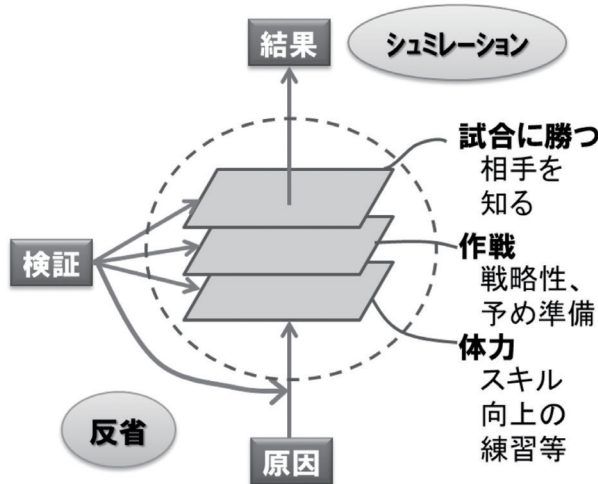 結果
シュミレーション
試合に勝つ
相手を
知る
検証
作戦
戦略性、
予め準備
体力
スキル
向上の
練習等
反省
原因